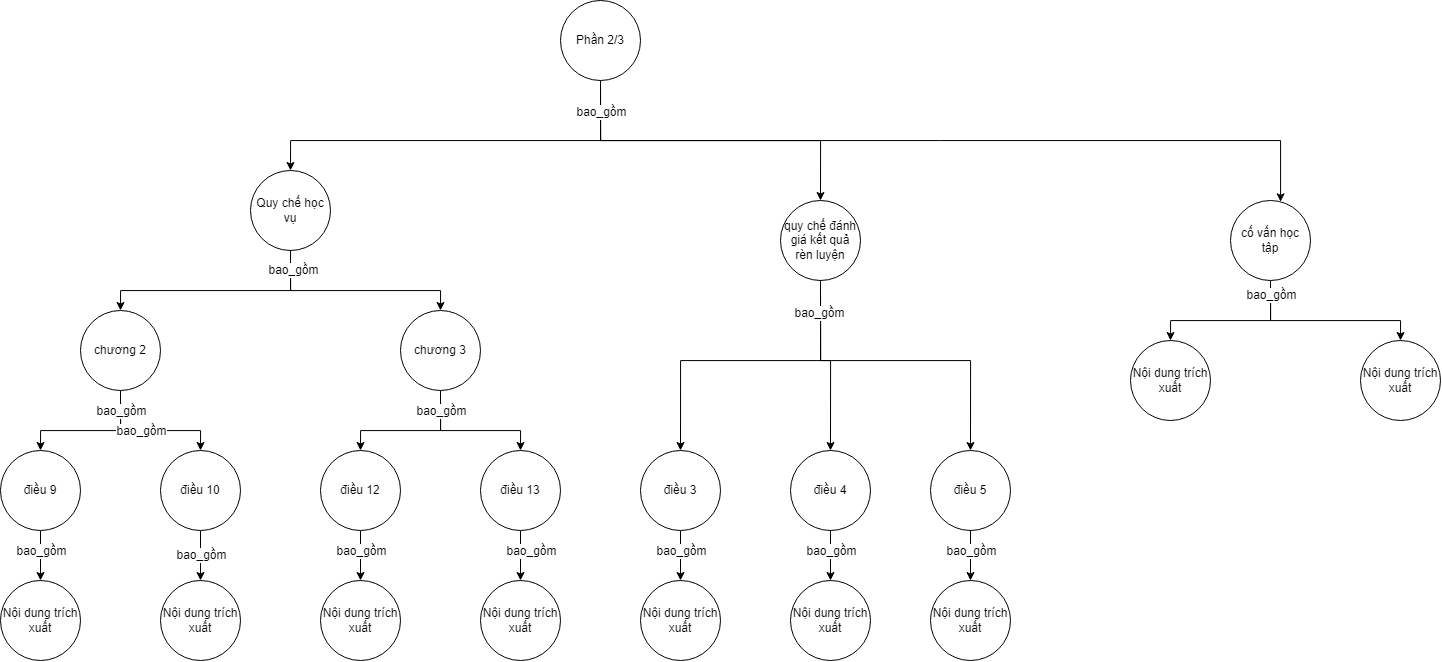 Phần 2/3
bao_gồm
Quy chế học
vụ
quy chế đánh
giá kết quả
rèn luyện
cố vấn học
tập
bao_gồm
bao_gồm
bao_gồm
chương 2
chương 3
Nội dung trích
xuất
Nội dung trích
xuất
bao_gồm
bao_gồm
bao_gồm
điều 9
điều 10
điều 12
điều 13
điều 3
điều 4
điều 5
bao_gồm
bao_gồm
bao_gồm
bao_gồm
bao_gồm
bao_gồm
bao_gồm
Nội dung trích
xuất
Nội dung trích
xuất
Nội dung trích
xuất
Nội dung trích
xuất
Nội dung trích
xuất
Nội dung trích
xuất
Nội dung trích
xuất